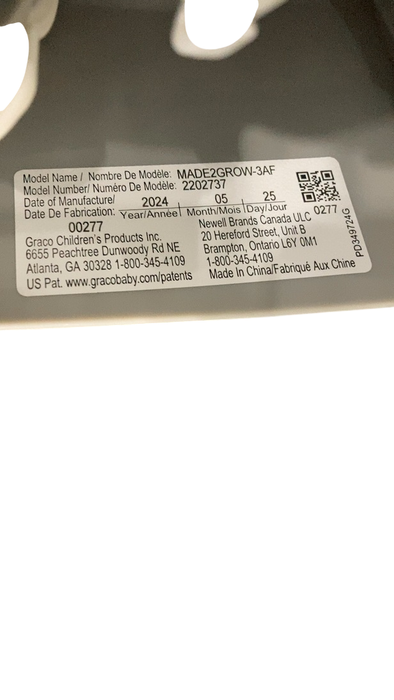 Model Name / Nombre De Modèle: MADE2GROW-3AF
Model Number/ Numéro De Modèle: 2202737
Date of Manufacture/ 2024 05 25
Date De Fabrication: Year/Année Month/Mois Day/Jour 0277
00277
Graco Children's Products Inc.
6655 Peachtree Dunwoody Rd NE
Atlanta, GA 30328 1-800-345-4109
US Pat. www.gracobaby.com/patents
Newell Brands Canada ULC
20 Hereford Street, Unit B
Brampton, Ontario L6Y 0M1
1-800-345-4109
Made In China/Fabriqué Aux Chine
PD349724G